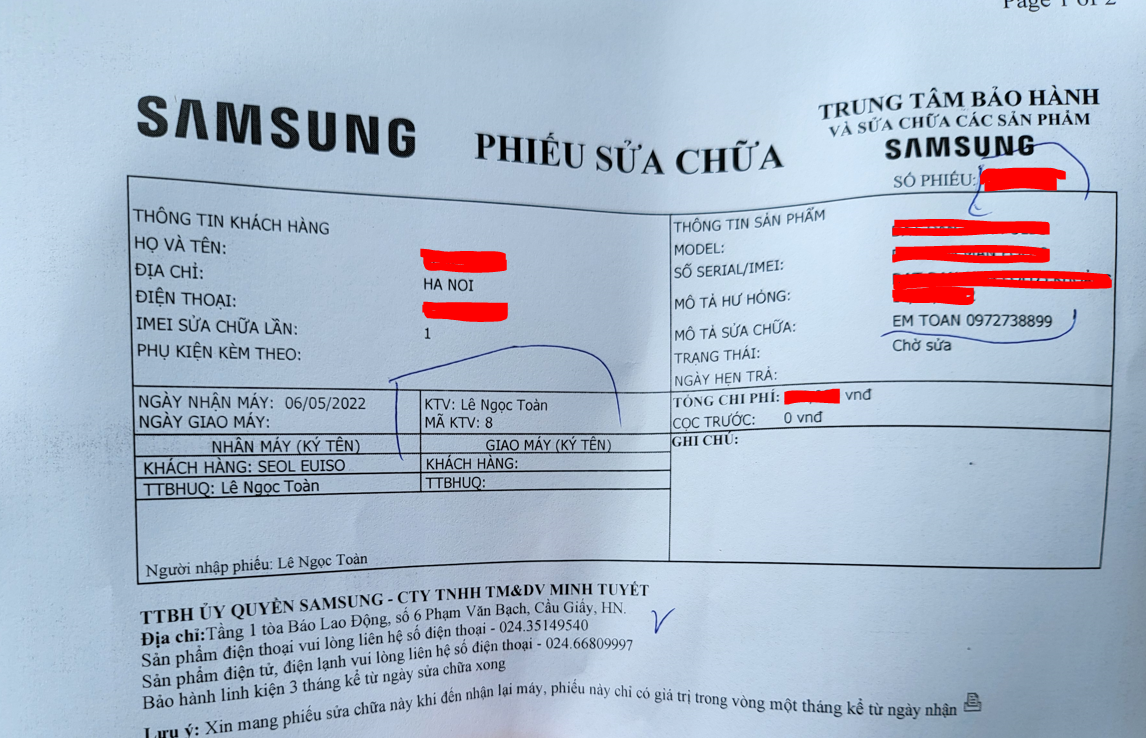 Page 1 of 2
SAMSUNG
PHIẾU SỬA CHỮA
TRUNG TÂM BẢO HÀNH
VÀ SỬA CHỮA CÁC SẢN PHẨM
SAMSUNG
SỐ PHIẾU:
THÔNG TIN KHÁCH HÀNG
HỌ VÀ TÊN:
ĐỊA CHỈ: HA NOI
ĐIỆN THOẠI:
IMEI SỬA CHỮA LẦN: 1
PHỤ KIỆN KÈM THEO:
THÔNG TIN SẢN PHẨM
MODEL:
SỐ SERIAL/IMEI:
MÔ TẢ HƯ HỎNG:
MÔ TẢ SỬA CHỮA: EM TOAN 0972738899
TRẠNG THÁI: Chờ sửa
NGÀY HẸN TRẢ:
NGÀY NHẬN MÁY: 06/05/2022
NGÀY GIAO MÁY:
KTV: Lê Ngọc Toàn
MÃ KTV: 8
TỔNG CHI PHÍ: vnđ
CỌC TRƯỚC: 0 vnđ
NHẬN MÁY (KÝ TÊN) GIAO MÁY (KÝ TÊN)
GHI CHÚ:
KHÁCH HÀNG: SEOL EUISO KHÁCH HÀNG:
TTBHUQ: Lê Ngọc Toàn TTBHUQ:
Người nhập phiếu: Lê Ngọc Toàn
TTBH ỦY QUYỀN SAMSUNG - CTY TNHH TM&DV MINH TUYẾT
Địa chỉ:Tầng 1 tòa Báo Lao Động, số 6 Phạm Văn Bạch, Cầu Giấy, HN.
Sản phẩm điện thoại vui lòng liên hệ số điện thoại - 024.35149540
Sản phẩm điện tử, điện lạnh vui lòng liên hệ số điện thoại - 024.66809997
Bảo hành linh kiện 3 tháng kể từ ngày sửa chữa xong
Lưu ý: Xin mang phiếu sửa chữa này khi đến nhận lại máy, phiếu này chỉ có giá trị trong vòng một tháng kể từ ngày nhận